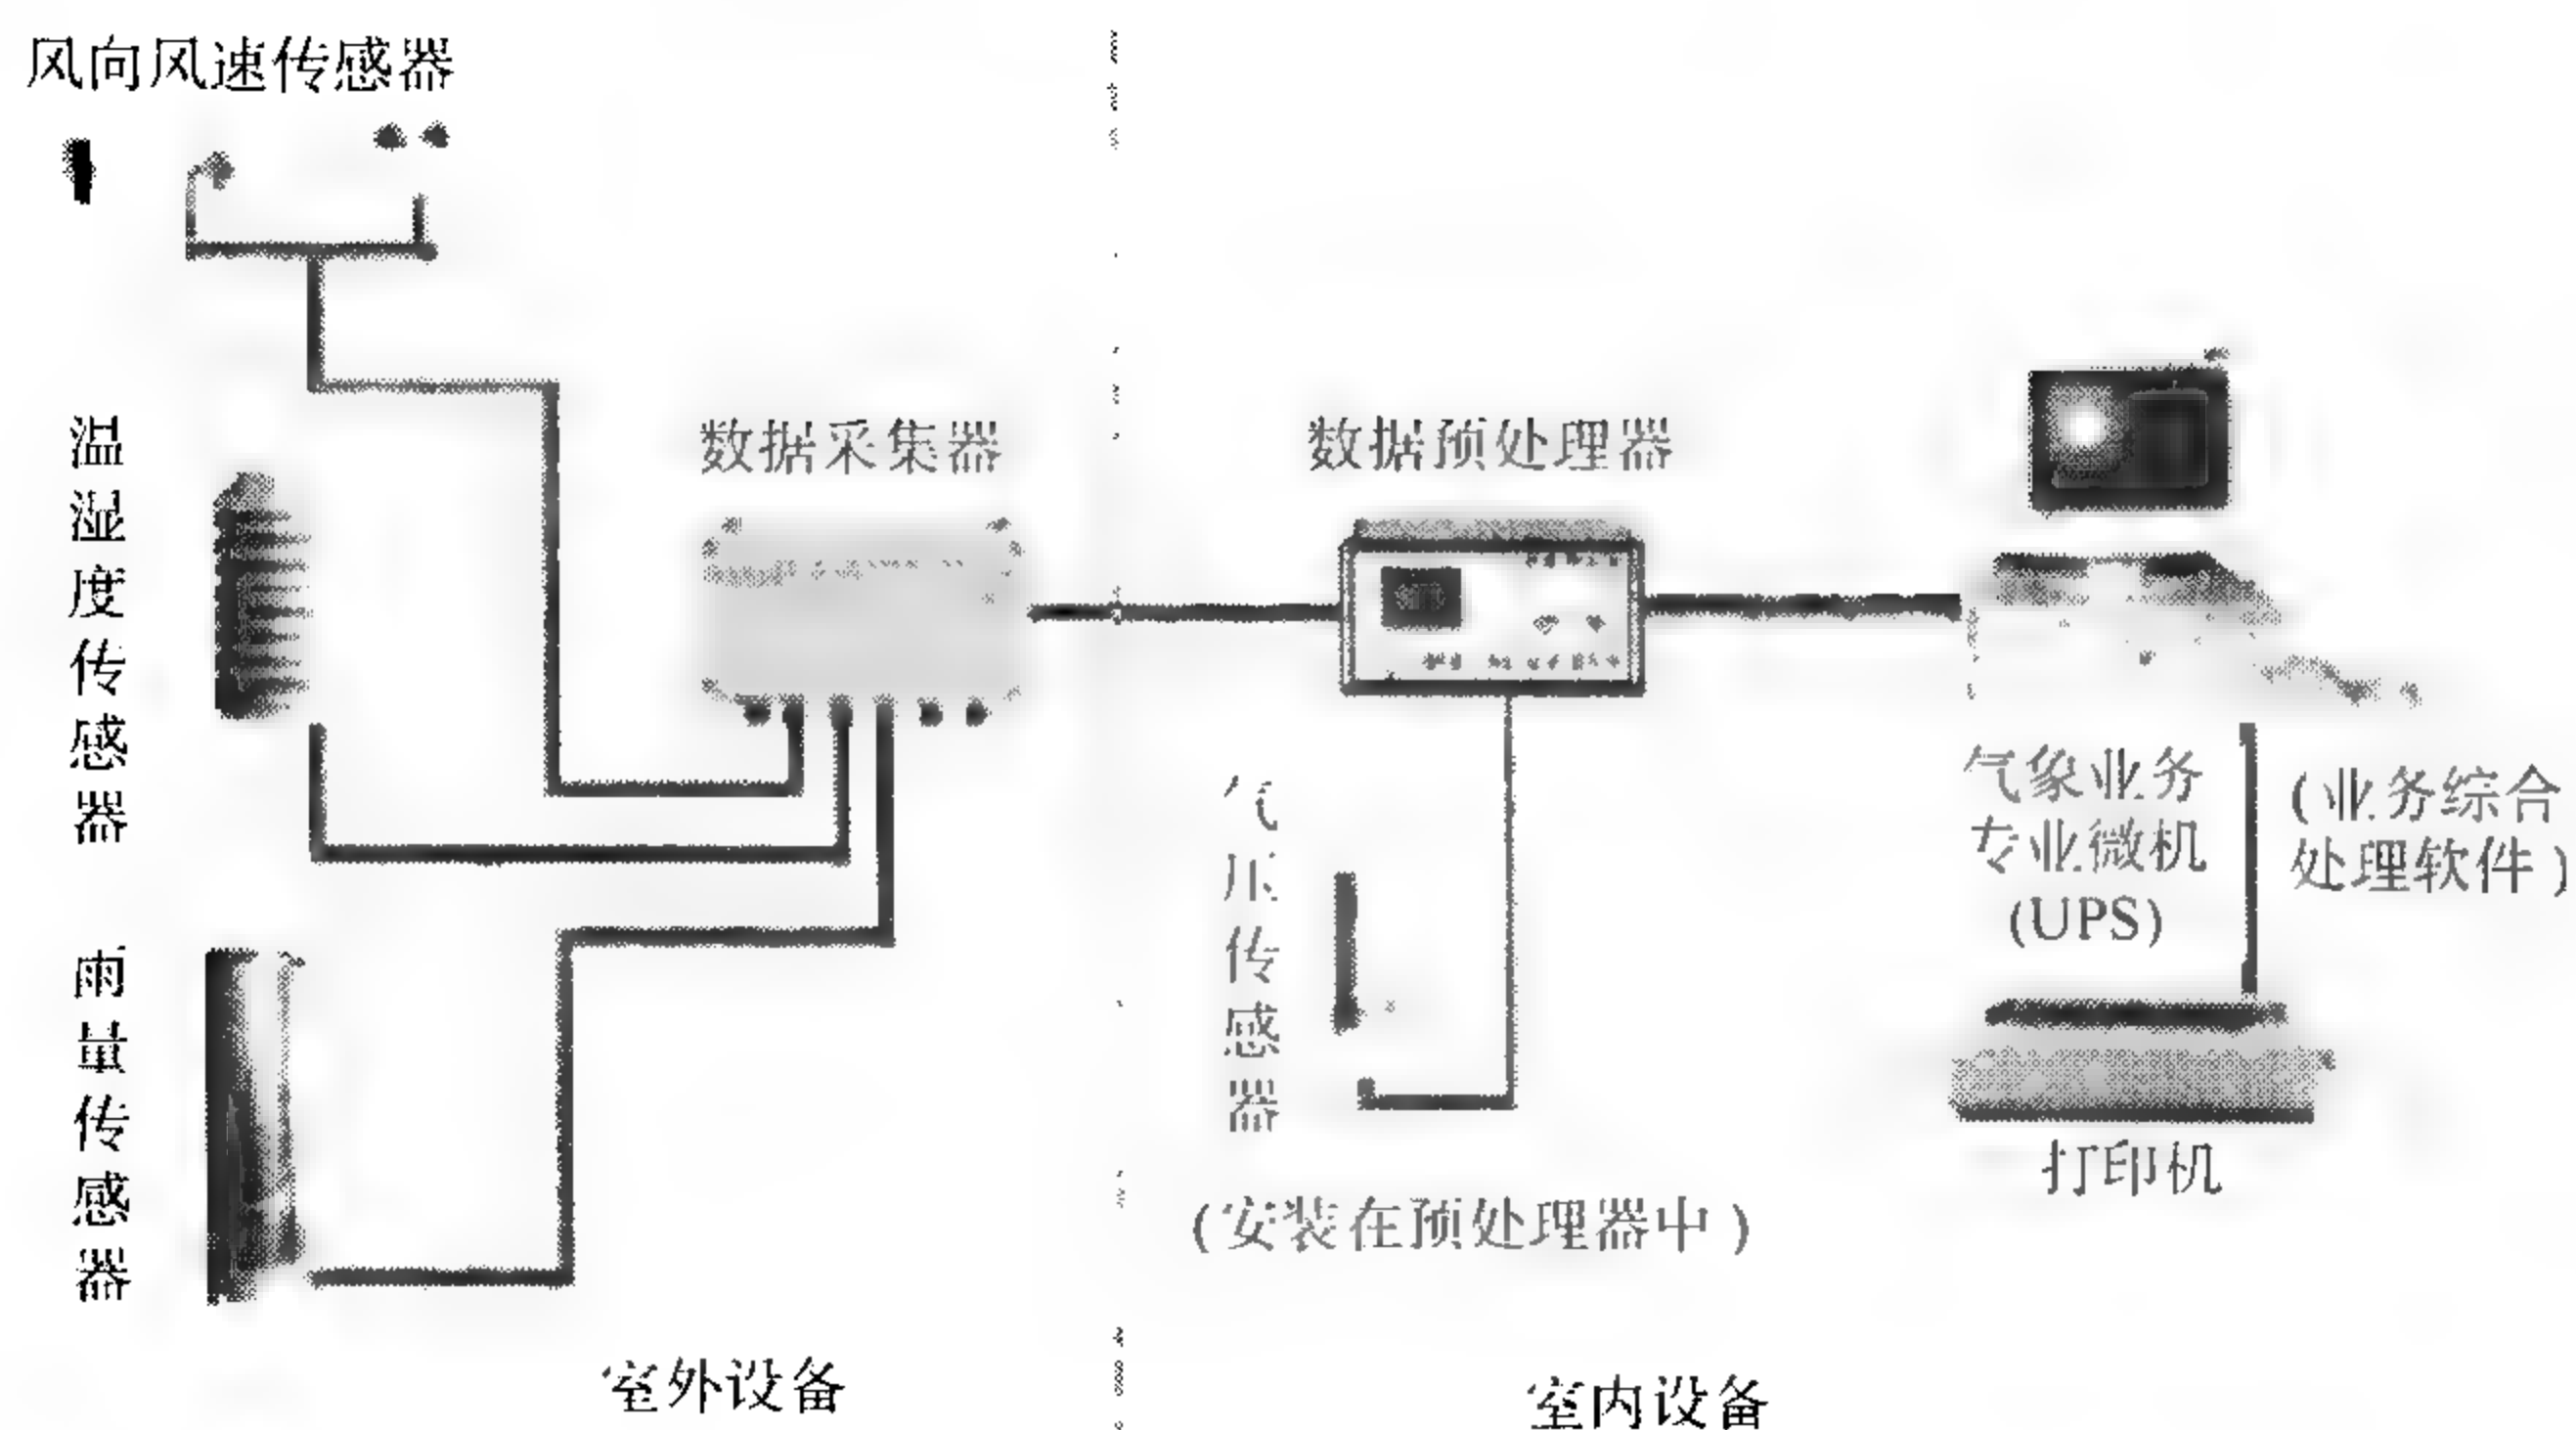 风向风速传感器
温湿度传感器
雨量传感器
数据采集器
室外设备
数据预处理器
气压传感器
(安装在预处理器中)
气象业务
专业微机
(UPS)
(业务综合
处理软件)
打印机
室内设备